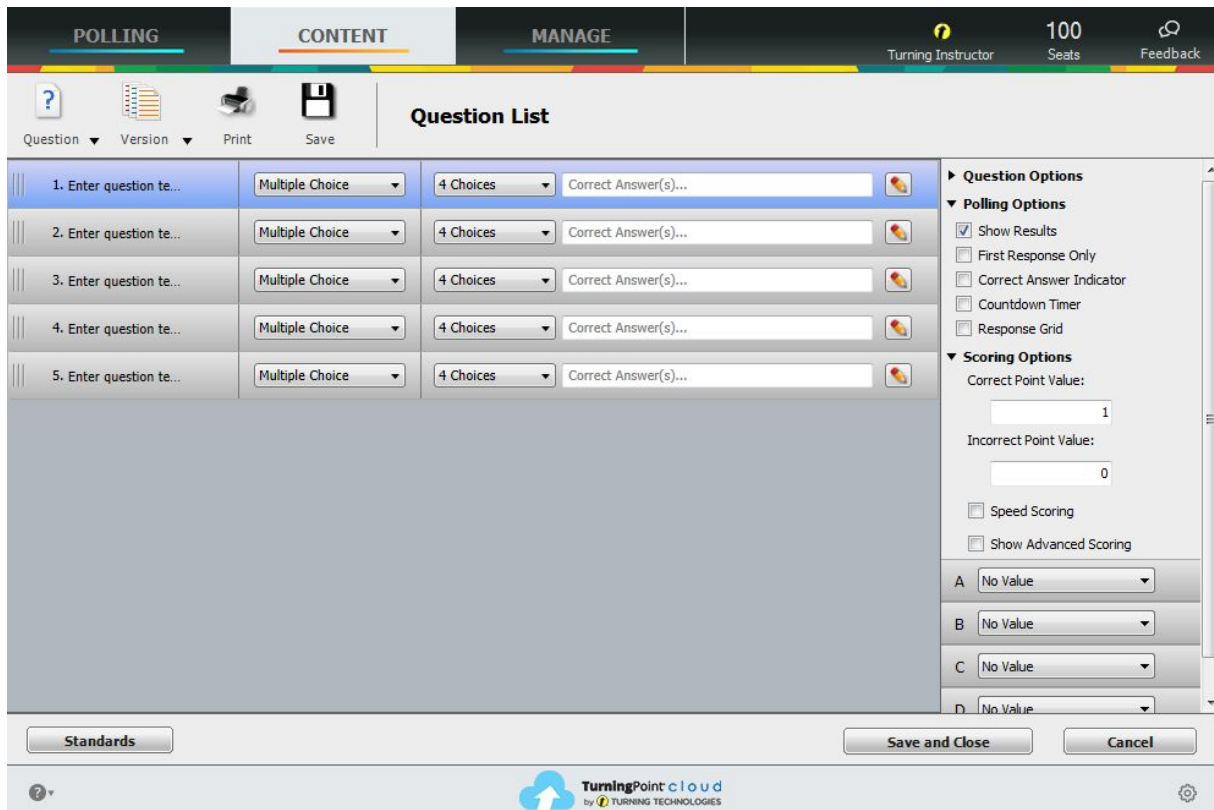 POLLING
CONTENT
MANAGE
Turning Instructor
100
Seats
Feedback
Question
Version
Print
Save
Question List
1. Enter question te...
Multiple Choice
4 Choices
Correct Answer(s)...
2. Enter question te...
Multiple Choice
4 Choices
Correct Answer(s)...
3. Enter question te...
Multiple Choice
4 Choices
Correct Answer(s)...
4. Enter question te...
Multiple Choice
4 Choices
Correct Answer(s)...
5. Enter question te...
Multiple Choice
4 Choices
Correct Answer(s)...
Question Options
Polling Options
Show Results
First Response Only
Correct Answer Indicator
Countdown Timer
Response Grid
Scoring Options
Correct Point Value:
1
Incorrect Point Value:
0
Speed Scoring
Show Advanced Scoring
A No Value
B No Value
C No Value
D No Value
Standards
Save and Close
Cancel
TurningPoint cloud
by TURNING TECHNOLOGIES